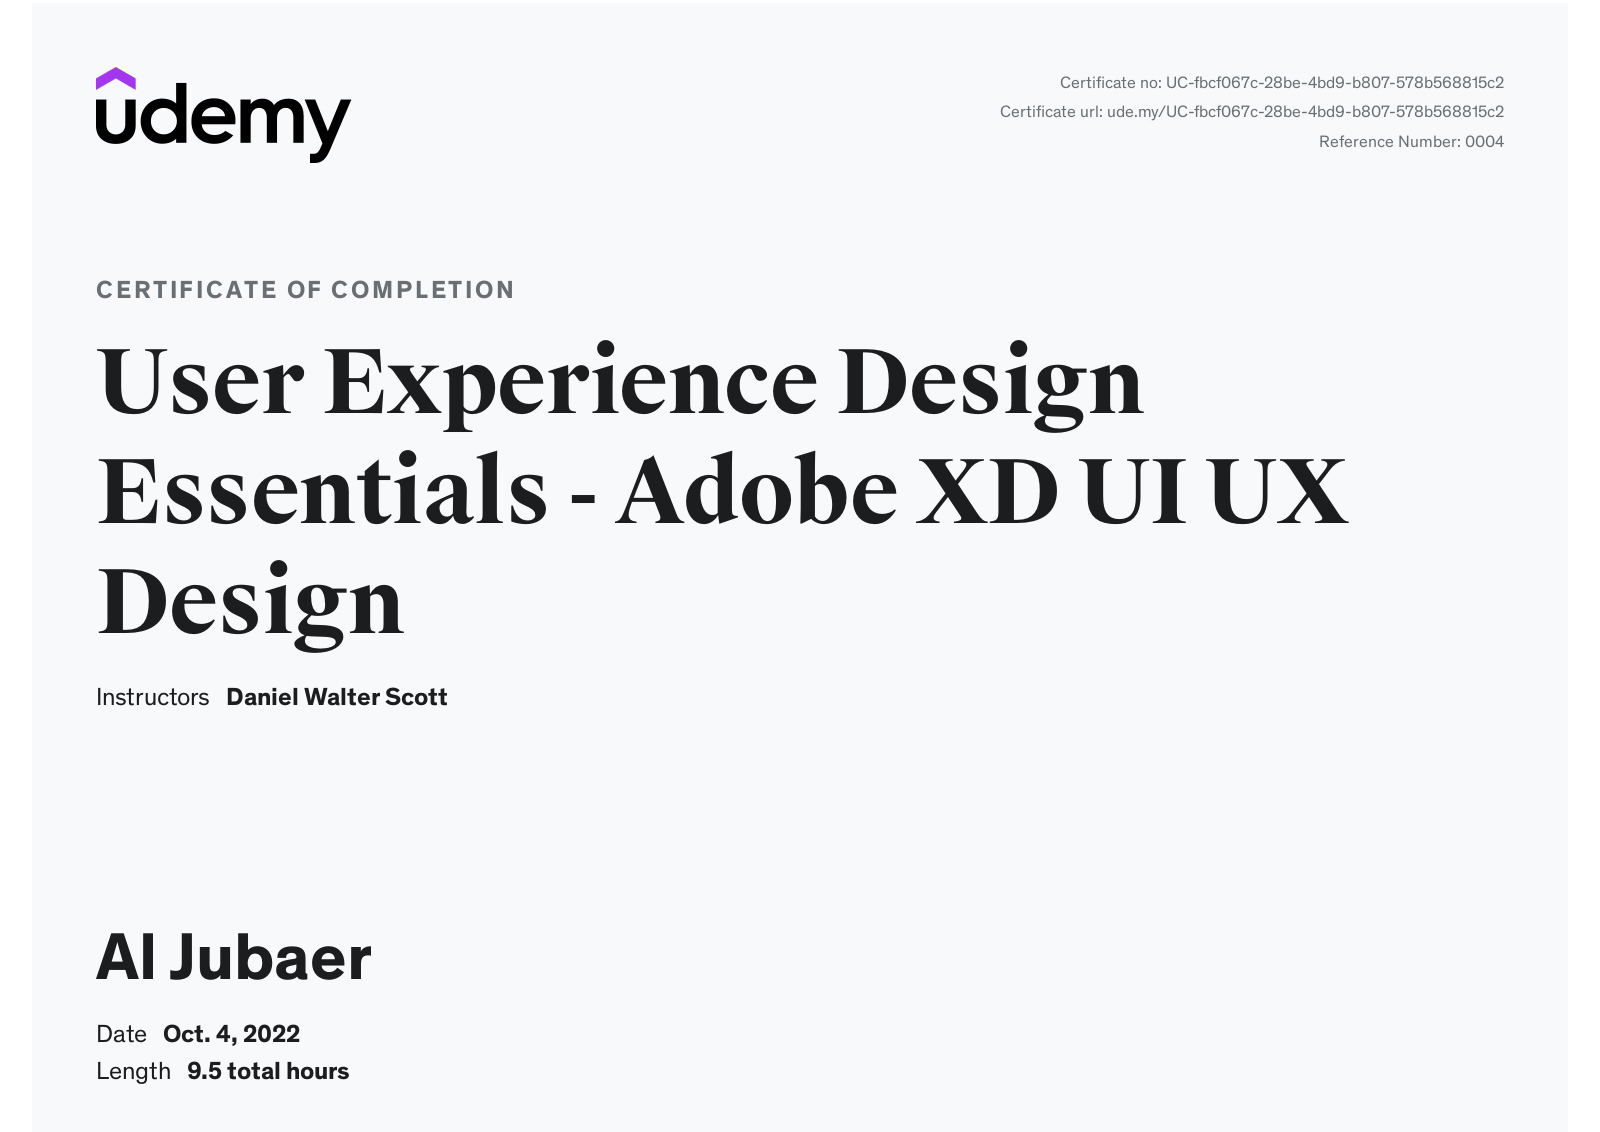 udemy
Certificate no: UC-fbcf067c-28be-4bd9-b807-578b568815c2
Certificate url: ude.my/UC-fbcf067c-28be-4bd9-b807-578b568815c2
Reference Number: 0004
CERTIFICATE OF COMPLETION
User Experience Design
Essentials - Adobe XD UI UX
Design
Instructors Daniel Walter Scott
Al Jubaer
Date Oct. 4, 2022
Length 9.5 total hours